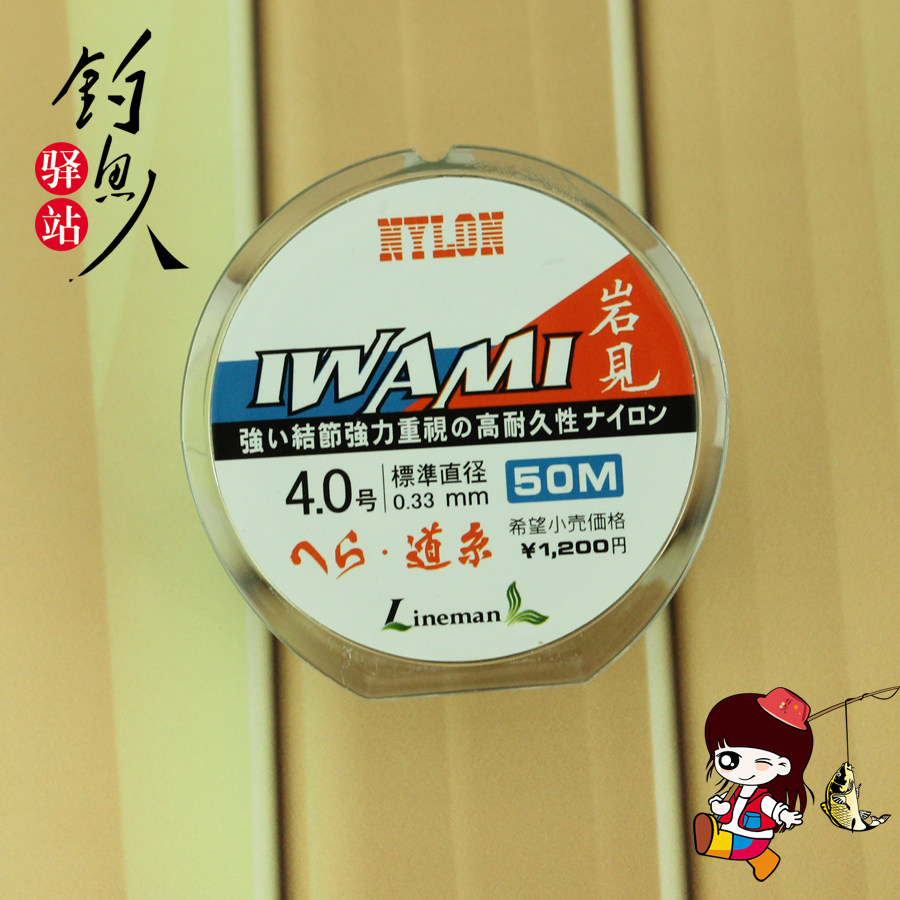 钓鱼人
驿站
NYLON
岩見
IWAMI
強い結節強力重視の高耐久性ナイロン
4.0号
標準直径
0.33 mm
50M
希望小売価格
¥1,200円
へら・道糸
Lineman